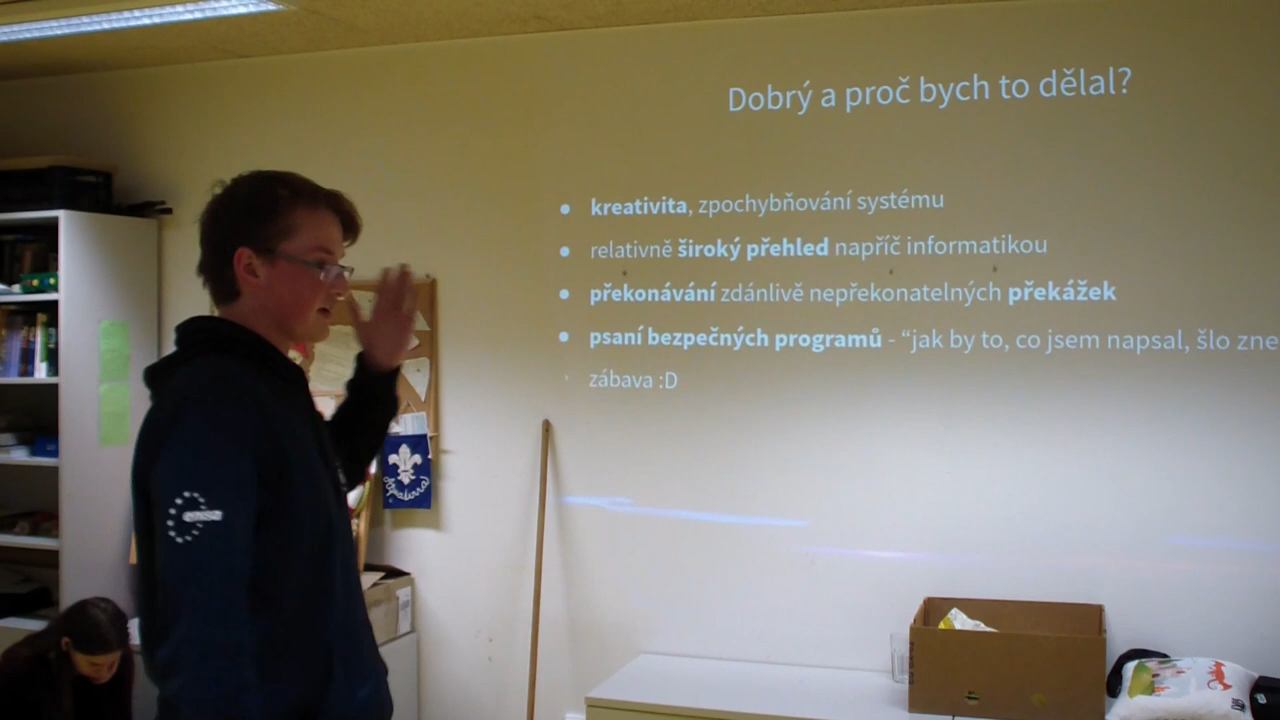 Dobrý a proč bych to dělal?
● kreativita, zpochybňování systému
● relativně široký přehled napříč informatikou
● překonávání zdánlivě nepřekonatelných překážek
● psaní bezpečných programů - “jak by to, co jsem napsal, šlo zne
zábava :D